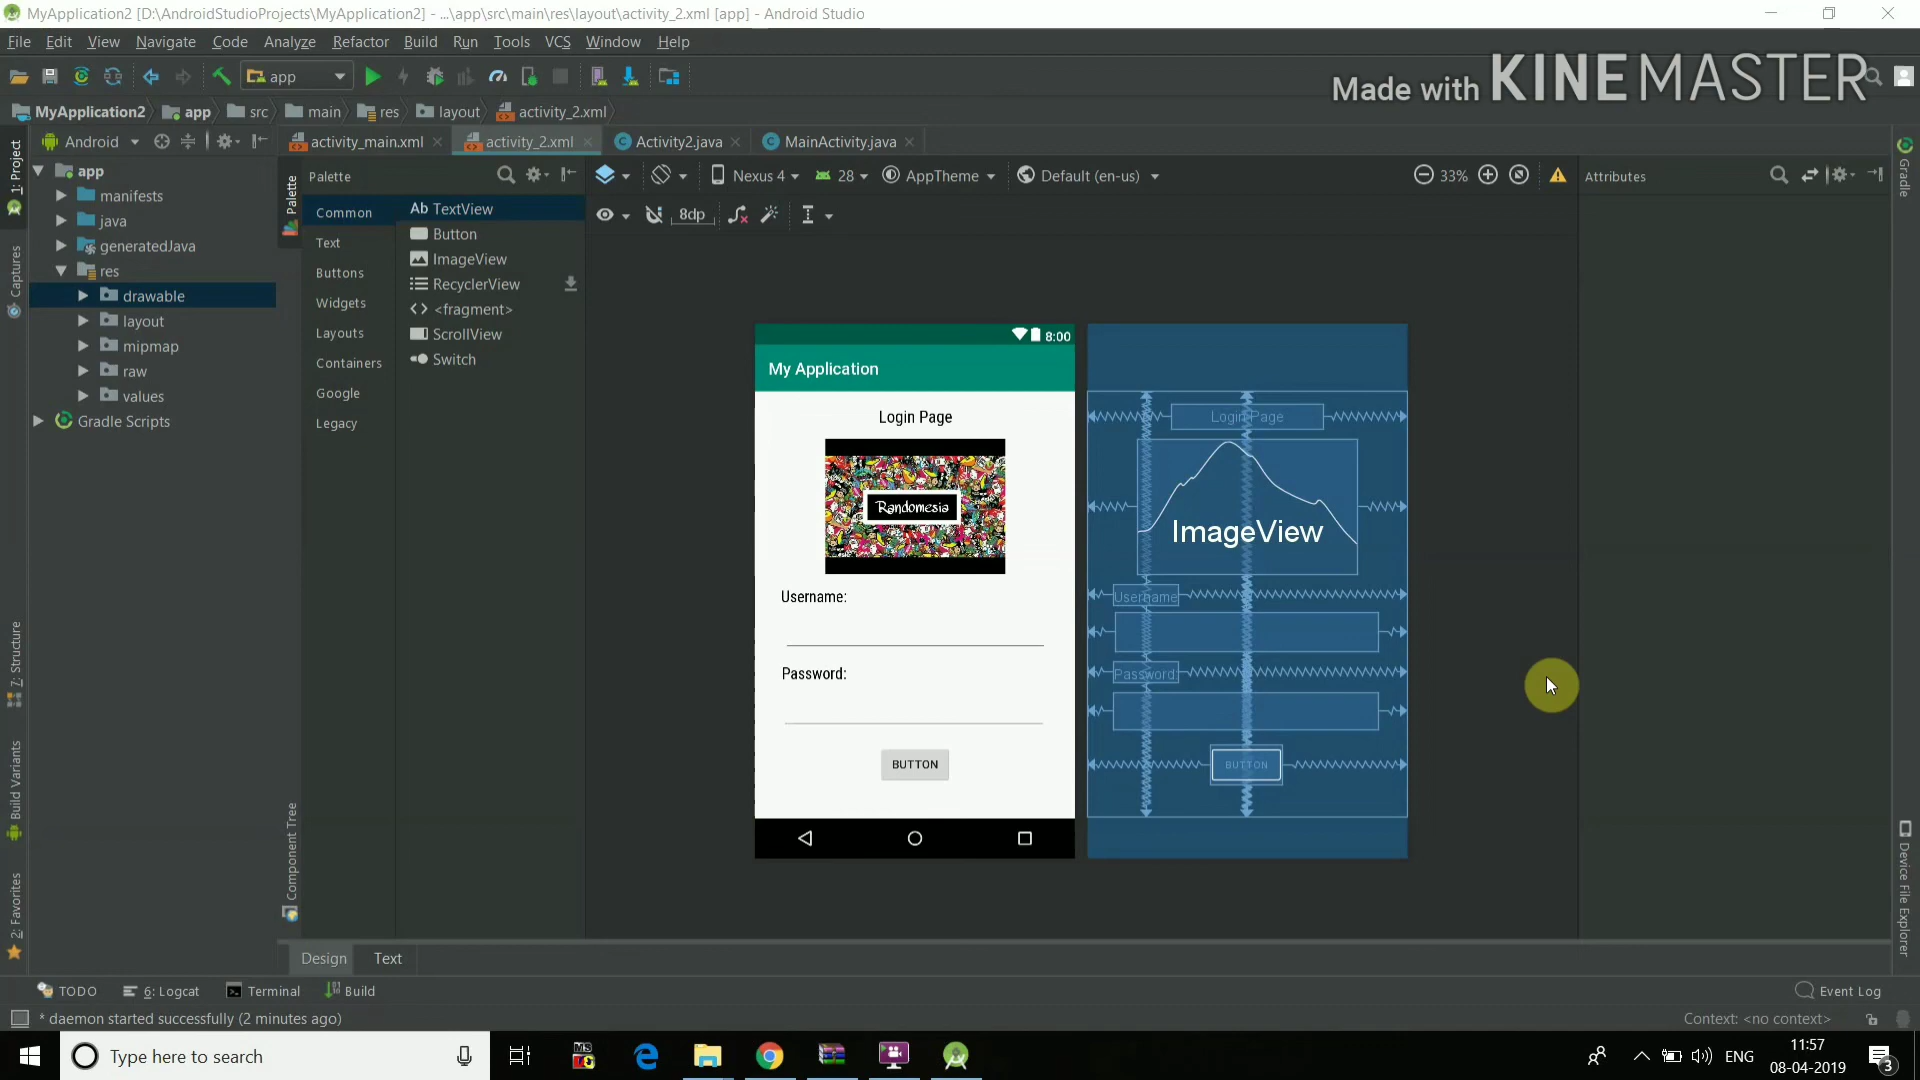 MyApplication2 [D:\AndroidStudioProjects\MyApplication2] - ...\app\src\main\res\layout\activity_2.xml [app] - Android Studio
File Edit View Navigate Code Analyze Refactor Build Run Tools VCS Window Help
app
Made with KINEMASTER
MyApplication2 app src main res layout activity_2.xml
Android
activity_main.xml activity_2.xml Activity2.java MainActivity.java
1: Project
Captures
7: Structure
Build Variants
2: Favorites
app
manifests
java
generatedJava
res
drawable
layout
mipmap
raw
values
Gradle Scripts
Palette
Component Tree
Palette
Common
Text
Buttons
Widgets
Layouts
Containers
Google
Legacy
Ab TextView
Button
ImageView
RecyclerView
<fragment>
ScrollView
Switch
Nexus 4 28 AppTheme Default (en-us) 33%
8dp
Attributes
Gradle
Device File Explorer
8:00
My Application
Login Page
Randomesia
Username:
Password:
BUTTON
Login Page
ImageView
Username
Password:
BUTTON
Design Text
TODO 6: Logcat Terminal Build Event Log
* daemon started successfully (2 minutes ago) Context: <no context>
Type here to search
ENG
11:57
08-04-2019
3